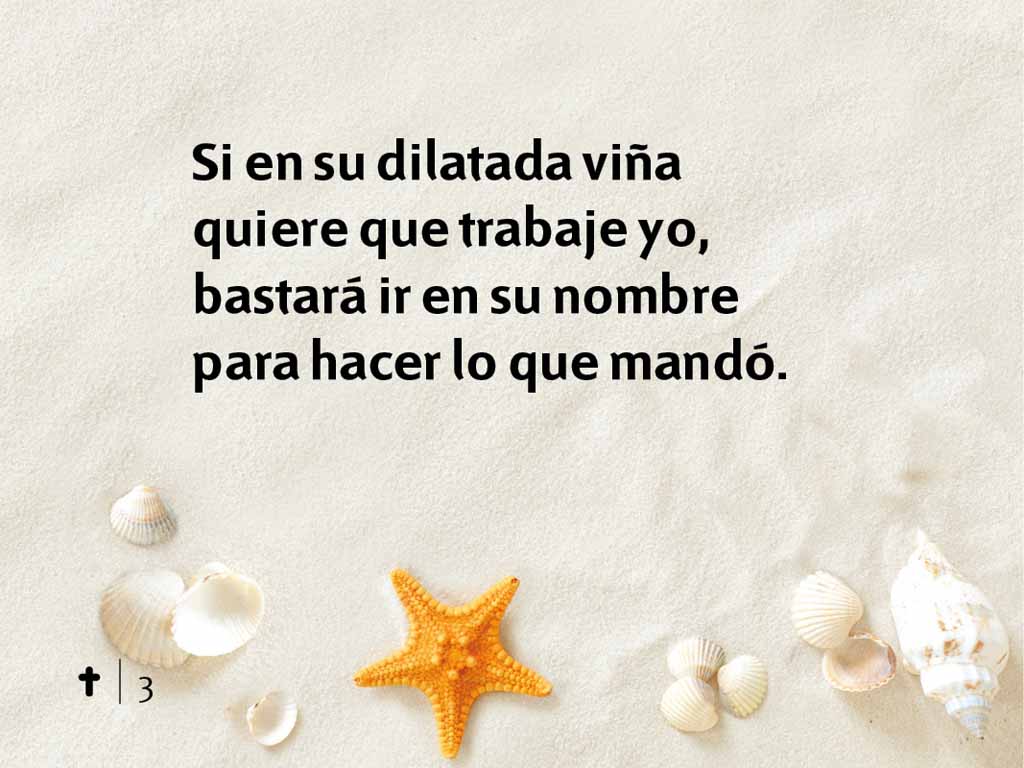 Si en su dilatada viña
quiere que trabaje yo,
bastará ir en su nombre
para hacer lo que mandó.
3